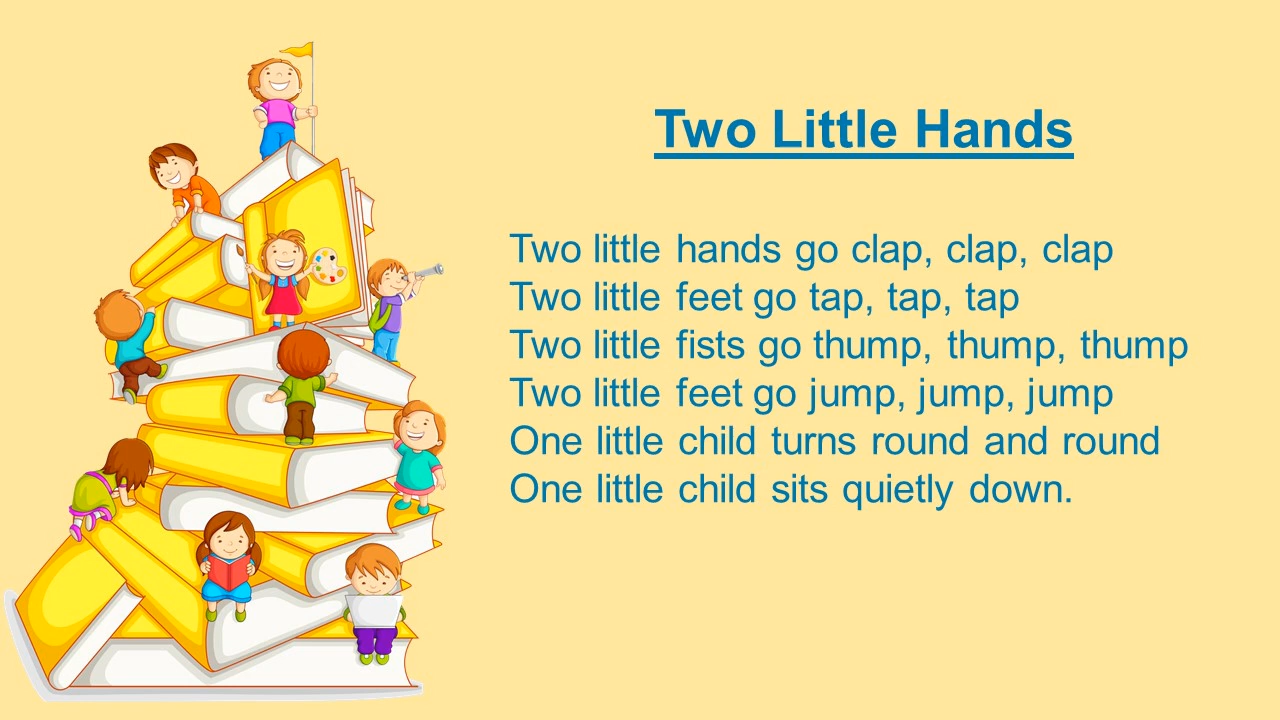 Two Little Hands
Two little hands go clap, clap, clap
Two little feet go tap, tap, tap
Two little fists go thump, thump, thump
Two little feet go jump, jump, jump
One little child turns round and round
One little child sits quietly down.